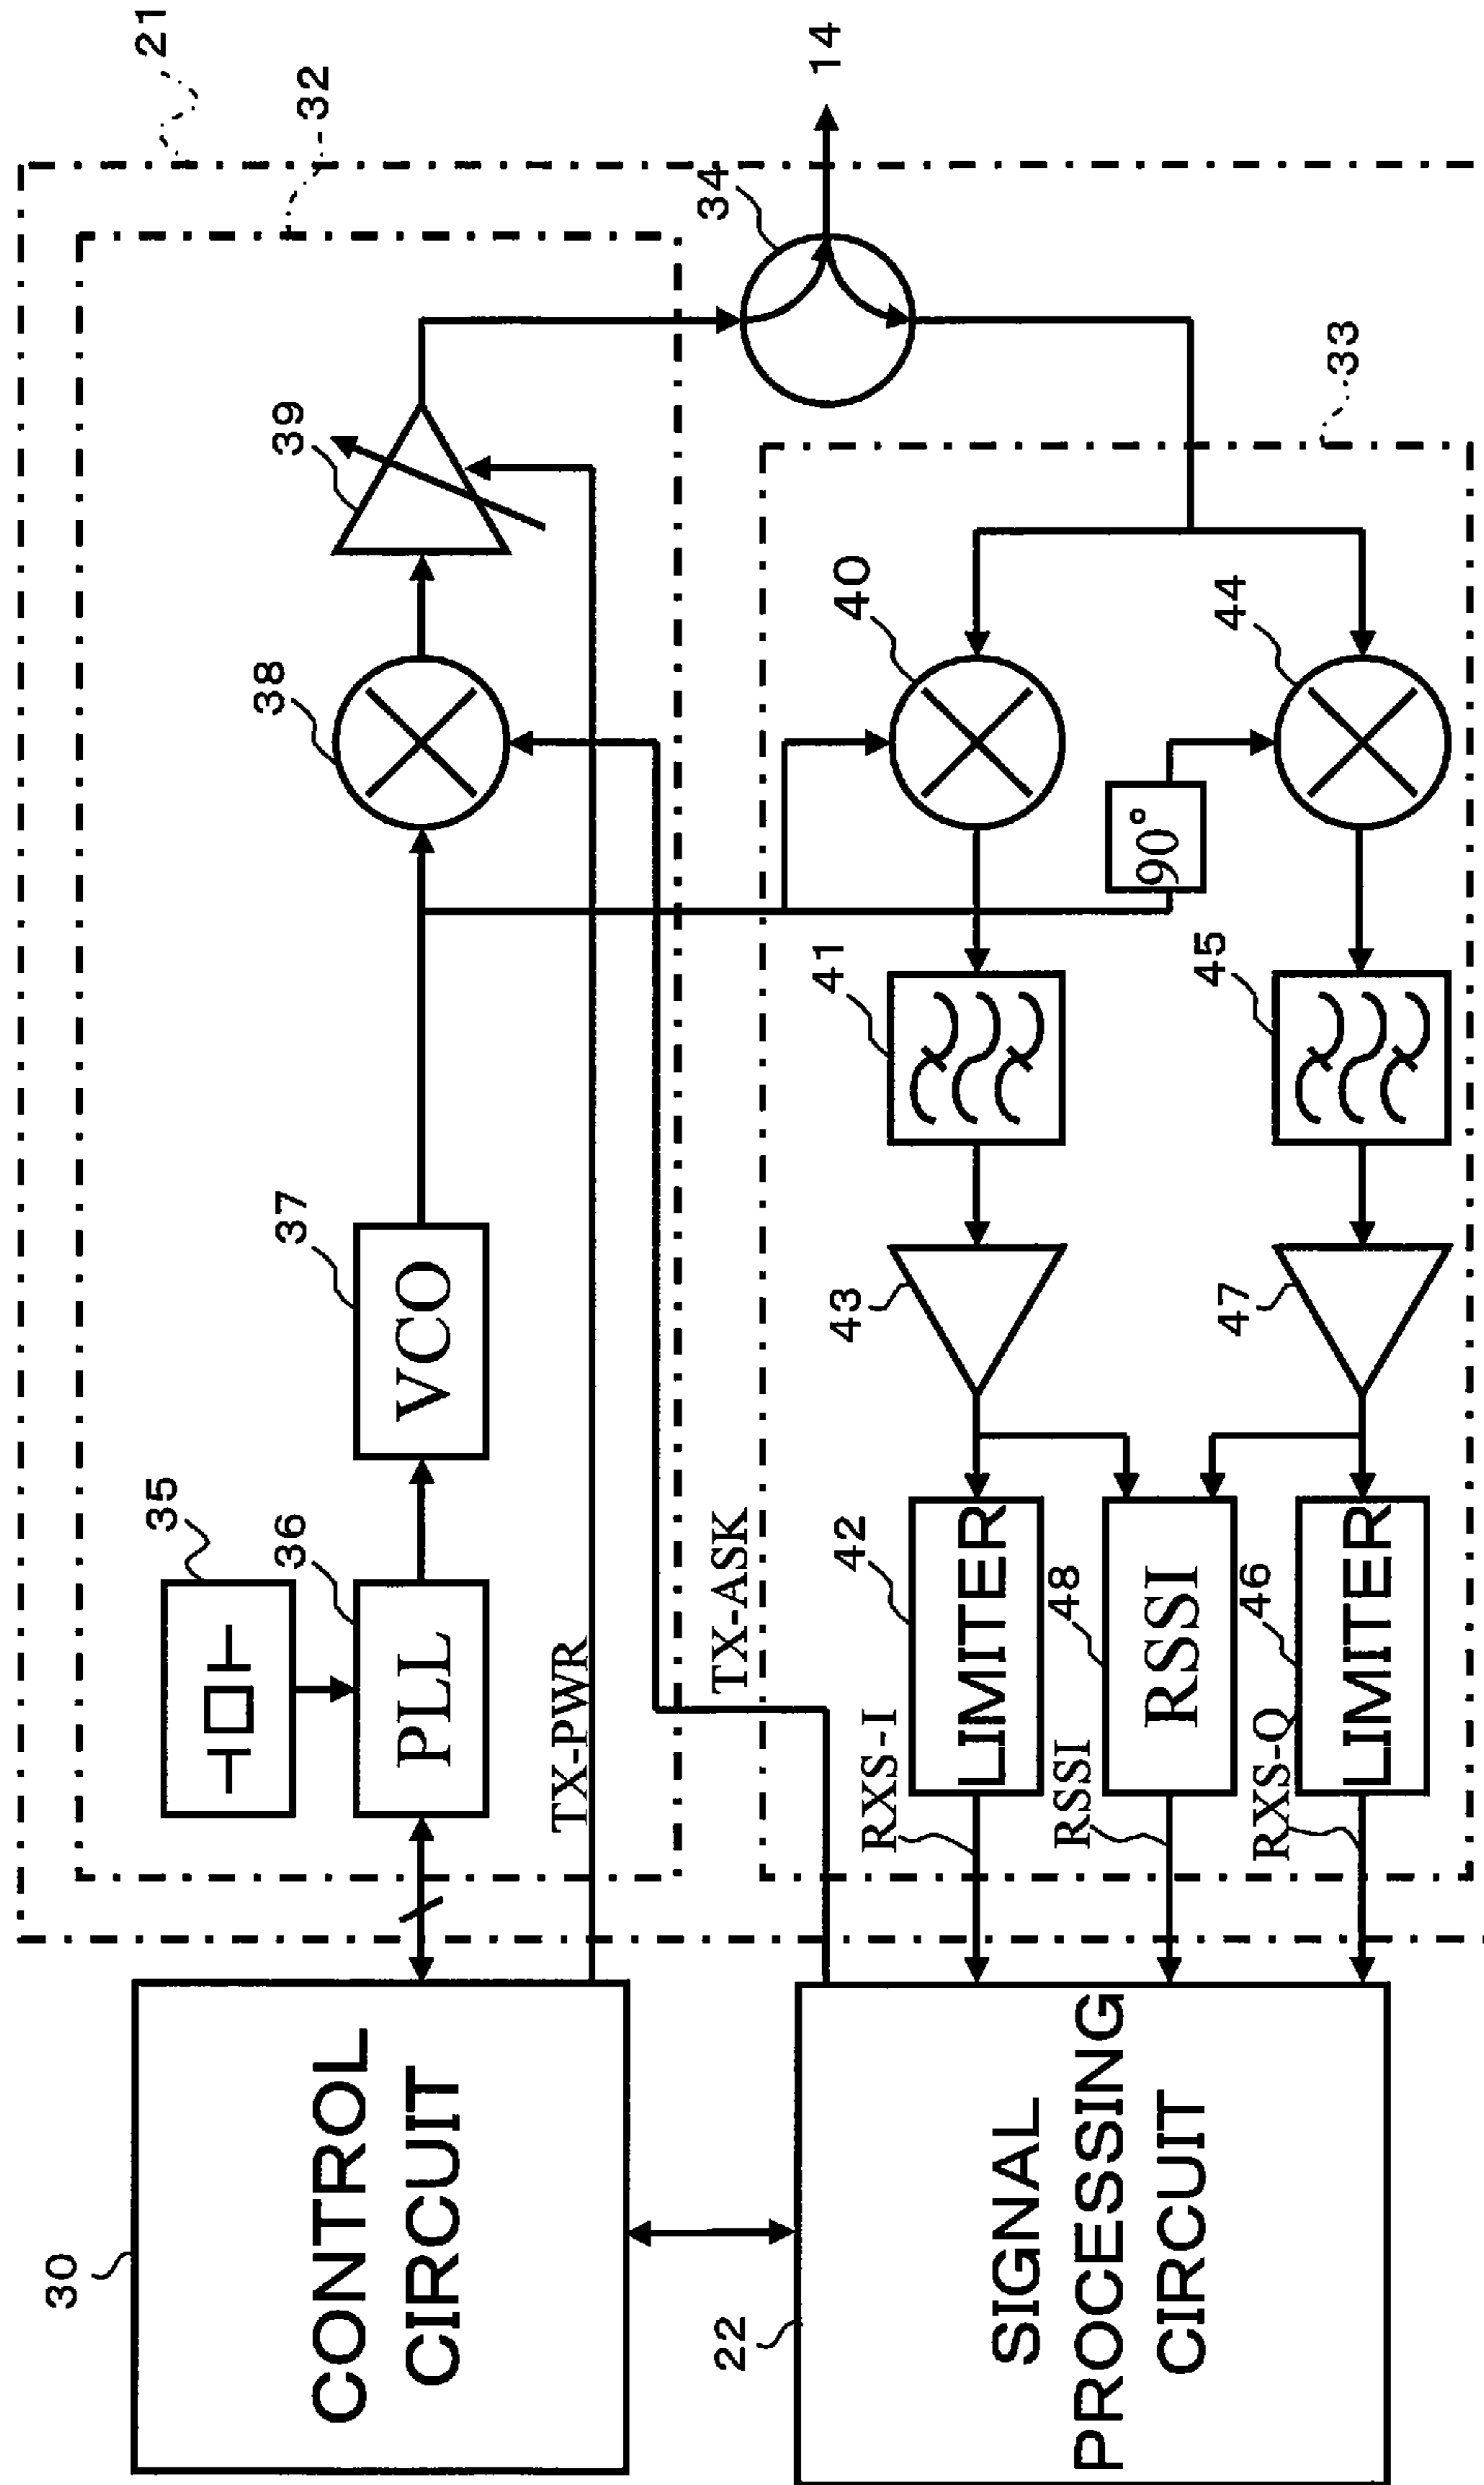 21
32
14
34
39
38
37
35
36
VCO
PLL
TX-PWR
TX-ASK
30
CONTROL
CIRCUIT
33
40
44
90°
41
45
43
47
42
LIMITER
48
RSSI
46
LIMITER
RXS-I
RSSI
RXS-Q
22
SIGNAL
PROCESSING
CIRCUIT